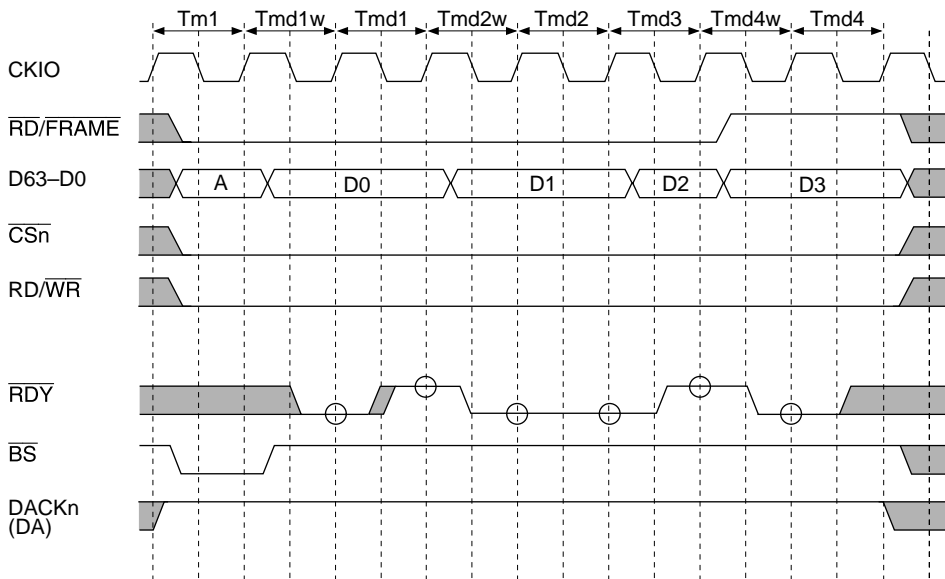 Tm1 Tmd1w Tmd1 Tmd2w Tmd2 Tmd3 Tmd4w Tmd4
CKIO
RD/FRAME
D63–D0 A D0 D1 D2 D3
CSn
RD/WR
RDY
BS
DACKn
(DA)